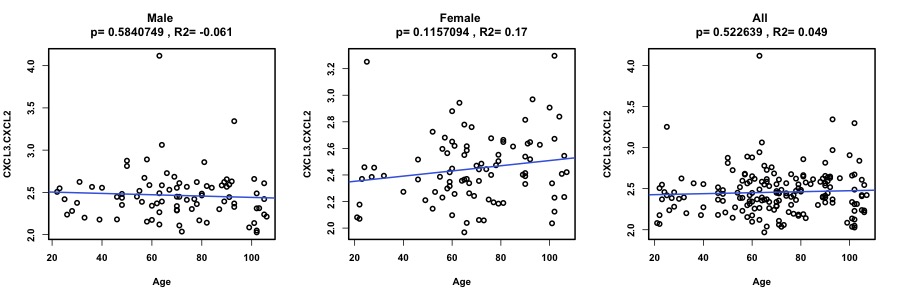 Male
p= 0.5840749 , R2= -0.061
CXCL3.CXCL2
4.0
3.5
3.0
2.5
2.0
20 40 60 80 100
Age
Female
p= 0.1157094 , R2= 0.17
CXCL3.CXCL2
3.2
3.0
2.8
2.6
2.4
2.2
2.0
20 40 60 80 100
Age
All
p= 0.522639 , R2= 0.049
CXCL3.CXCL2
4.0
3.5
3.0
2.5
2.0
20 40 60 80 100
Age